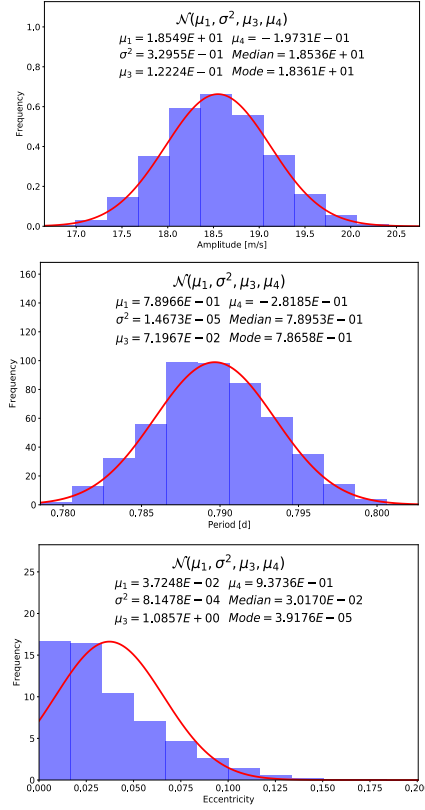 𝒩(μ₁, σ², μ₃, μ₄)
μ₁ = 1.8549E + 01 μ₄ = − 1.9731E − 01
σ² = 3.2955E − 01 Median = 1.8536E + 01
μ₃ = 1.2224E − 01 Mode = 1.8361E + 01
Frequency
1.0
0.8
0.6
0.4
0.2
0.0
17.0 17.5 18.0 18.5 19.0 19.5 20.0 20.5
Amplitude [m/s]
𝒩(μ₁, σ², μ₃, μ₄)
μ₁ = 7.8966E − 01 μ₄ = − 2.8185E − 01
σ² = 1.4673E − 05 Median = 7.8953E − 01
μ₃ = 7.1967E − 02 Mode = 7.8658E − 01
Frequency
160
140
120
100
80
60
40
20
0
0,780 0,785 0,790 0,795 0,800
Period [d]
𝒩(μ₁, σ², μ₃, μ₄)
μ₁ = 3.7248E − 02 μ₄ = 9.3736E − 01
σ² = 8.1478E − 04 Median = 3.0170E − 02
μ₃ = 1.0857E + 00 Mode = 3.9176E − 05
Frequency
25
20
15
10
5
0
0.000 0.025 0.050 0.075 0.100 0.125 0.150 0.175 0.200
Eccentricity